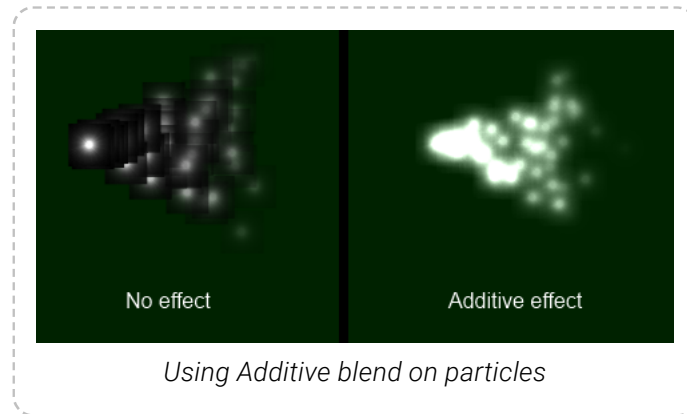 No effect
Additive effect
Using Additive blend on particles